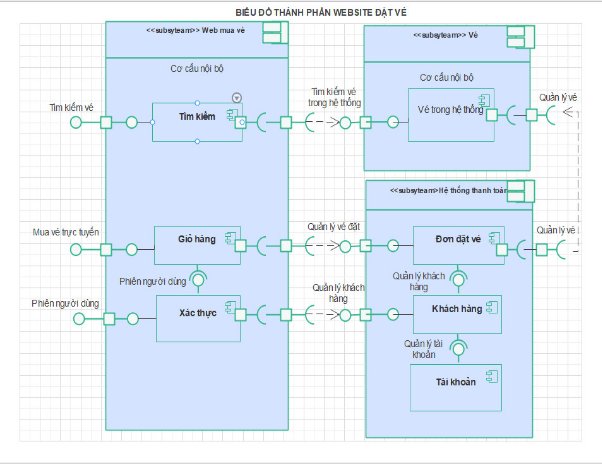 BIỂU ĐỒ THÀNH PHẦN WEBSITE ĐẶT VÉ
<<subsyteam>> Web mua vé
<<subsyteam>> Vé
Cơ cấu nội bộ
Cơ cấu nội bộ
Tìm kiếm vé
Tìm kiếm
Tìm kiếm vé
trong hệ thống
Vé trong hệ thống
Quản lý vé
<<subsyteam>Hệ thống thanh toán
Mua vé trực tuyến
Giỏ hàng
Quản lý vé đặt
Đơn đặt vé
Quản lý vé
Phiên người dùng
Quản lý khách
hàng
Phiên người dùng
Xác thực
Quản lý khách
hàng
Khách hàng
Quản lý tài
khoản
Tài khoản